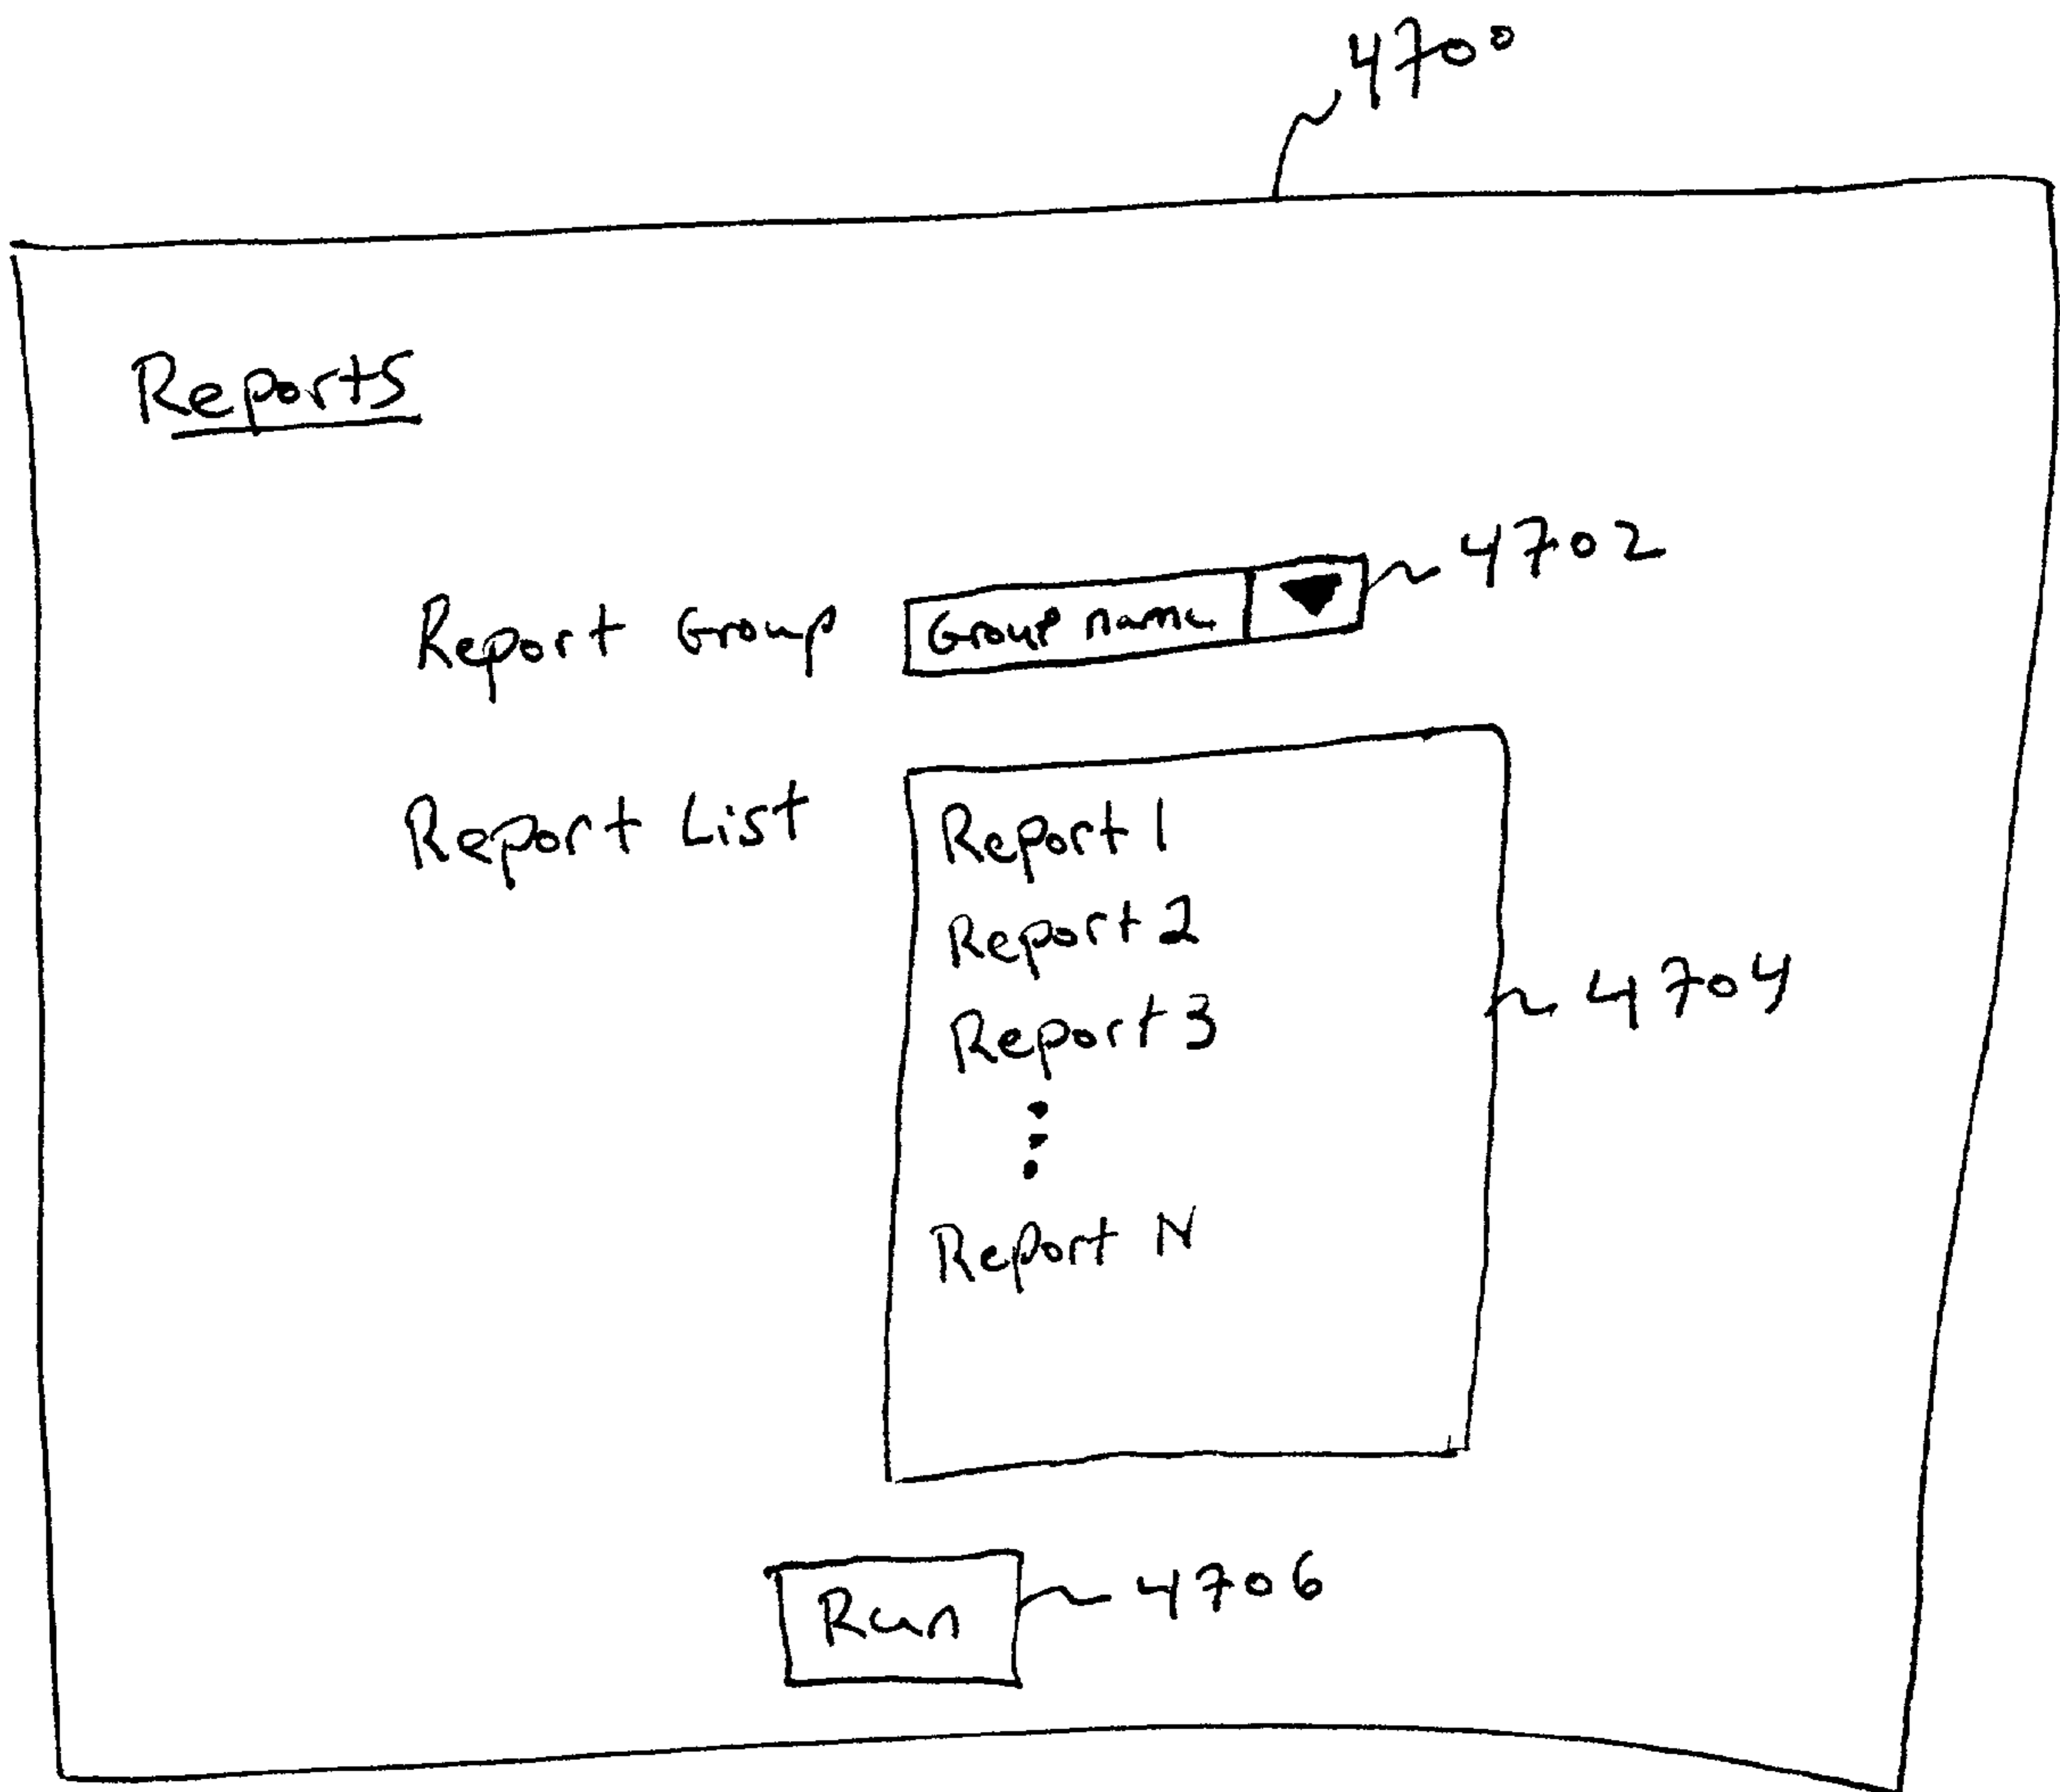 4700
Reports
Report Group Group name 4702
Report List
Report 1
Report 2
Report 3
4704
Report N
Run 4706